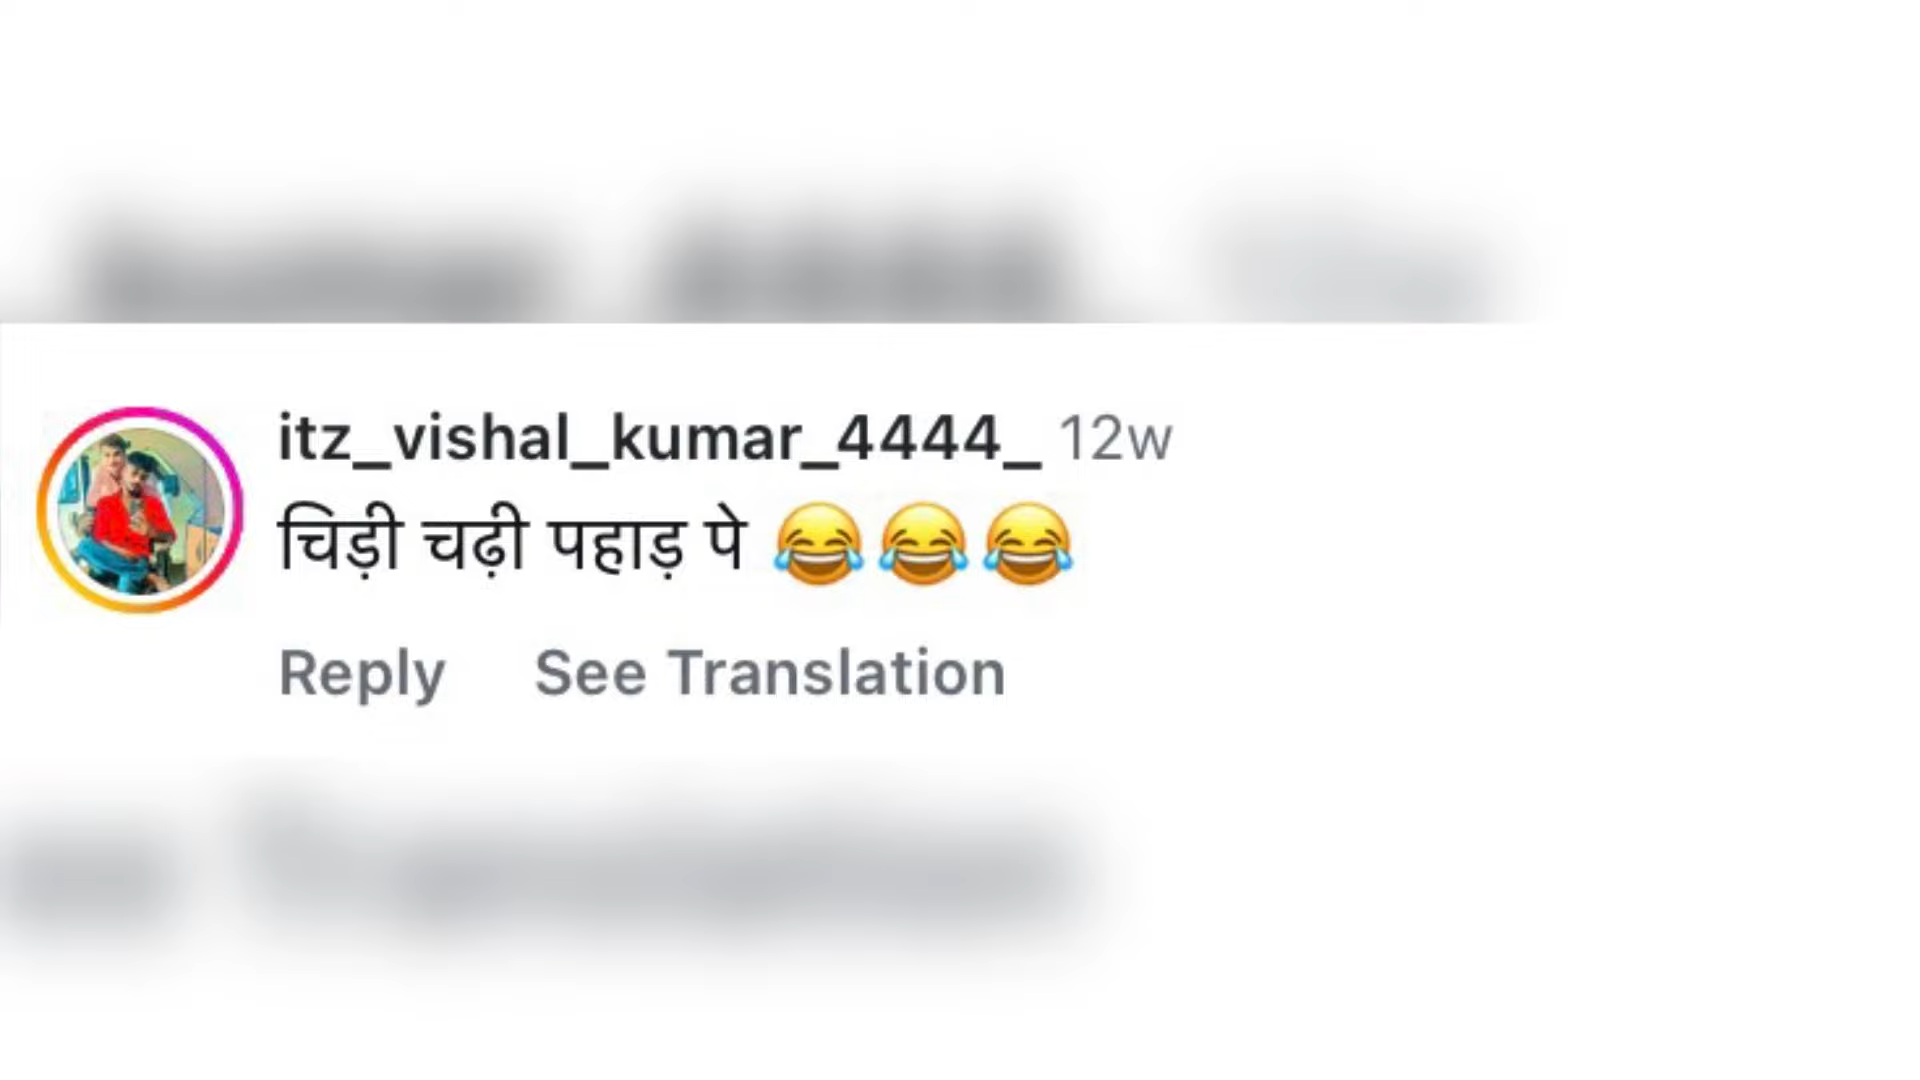 itz_vishal_kumar_4444_ 12w
चिड़ी चढ़ी पहाड़ पे 😂😂😂
Reply See Translation